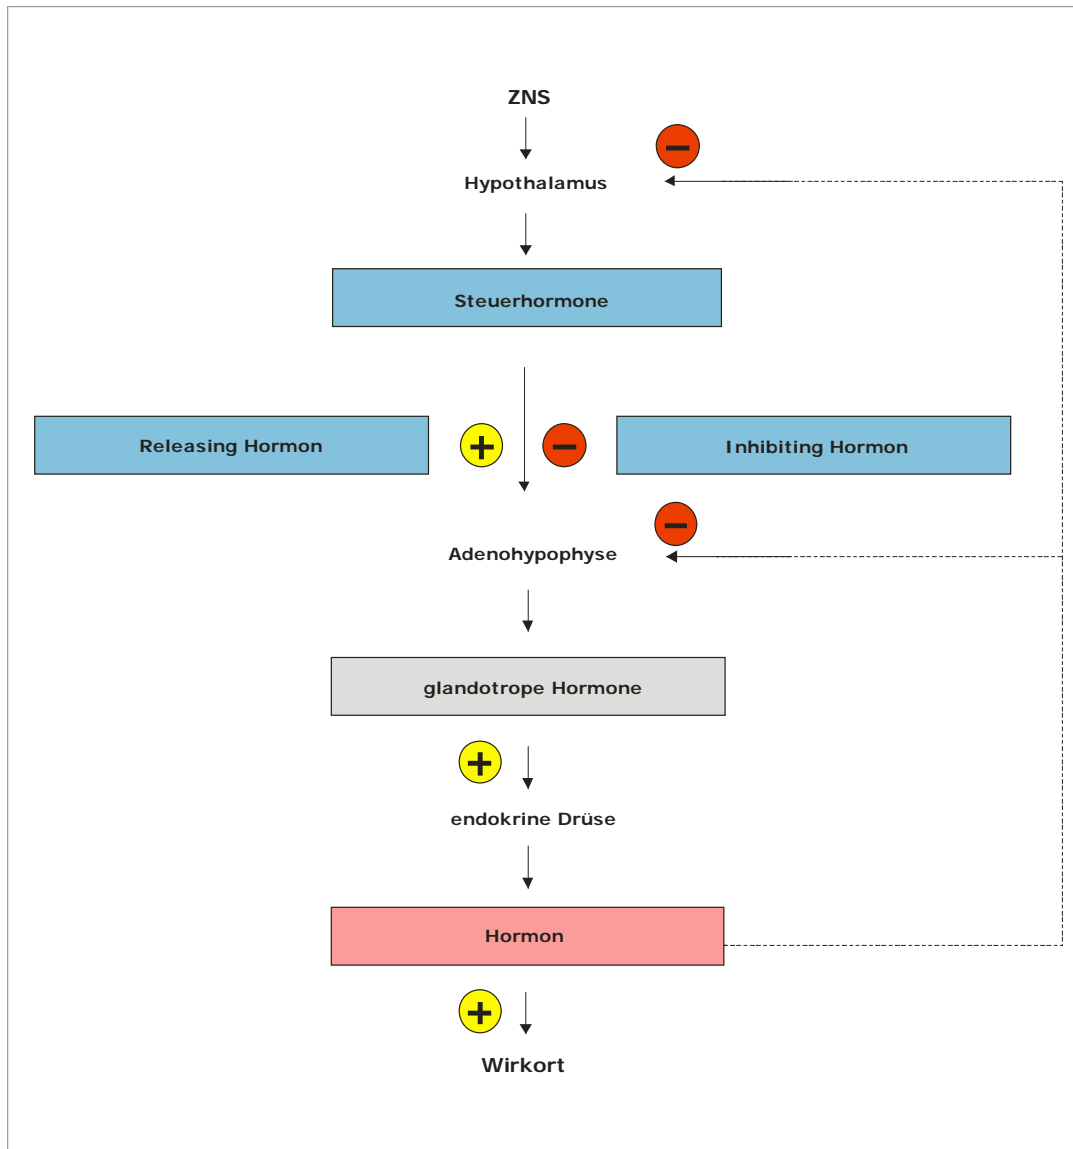 ZNS
−
Hypothalamus
Steuerhormone
Releasing Hormon + − Inhibiting Hormon
−
Adenohypophyse
glandotrope Hormone
+
endokrine Drüse
Hormon
+
Wirkort